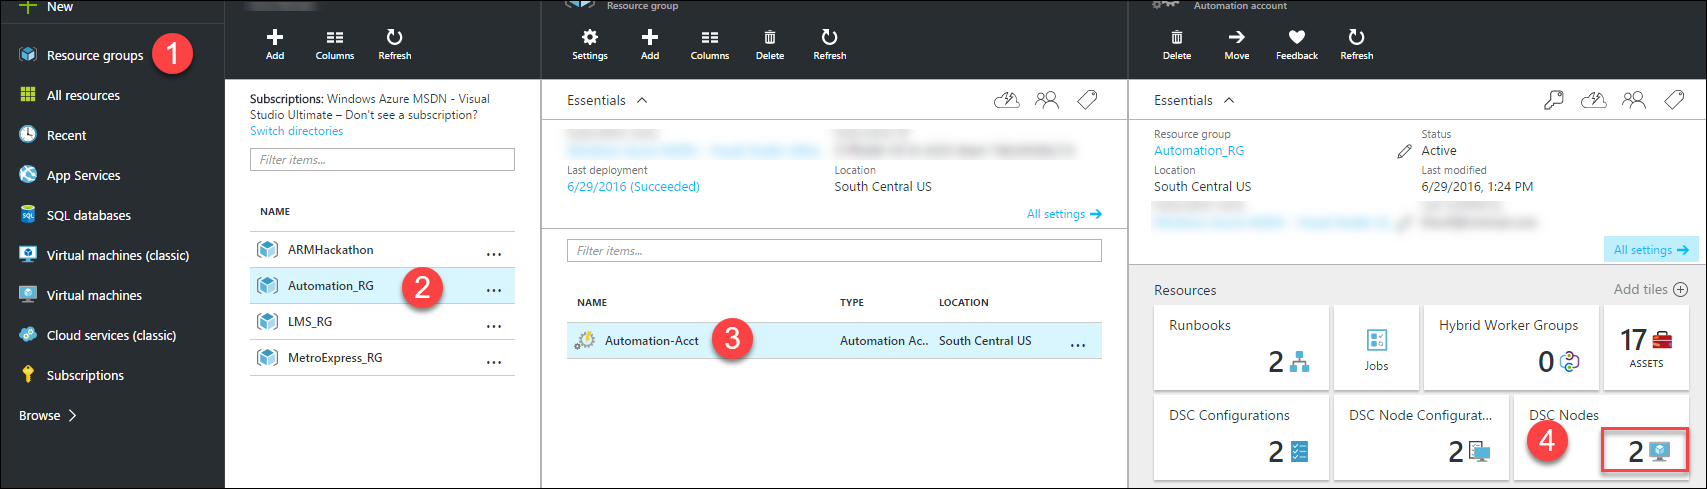 New
Resource groups
1
All resources
Recent
App Services
SQL databases
Virtual machines (classic)
Virtual machines
Cloud services (classic)
Subscriptions
Browse
Add
Columns
Refresh
Subscriptions: Windows Azure MSDN - Visual
Studio Ultimate – Don't see a subscription?
Switch directories
Filter items...
NAME
ARMHackathon
...
Automation_RG
2
...
LMS_RG
...
MetroExpress_RG
...
Resource group
Settings
Add
Columns
Delete
Refresh
Essentials
Last deployment
6/29/2016 (Succeeded)
Location
South Central US
All settings
Filter items...
NAME TYPE LOCATION
Automation-Acct 3 Automation Ac.. South Central US ...
Automation account
Delete
Move
Feedback
Refresh
Essentials
Resource group
Automation_RG
Status
Active
Location
South Central US
Last modified
6/29/2016, 1:24 PM
All settings
Resources
Add tiles
Runbooks
2
Jobs
Hybrid Worker Groups
0
17
ASSETS
DSC Configurations
2
DSC Node Configurat...
2
DSC Nodes
4
2